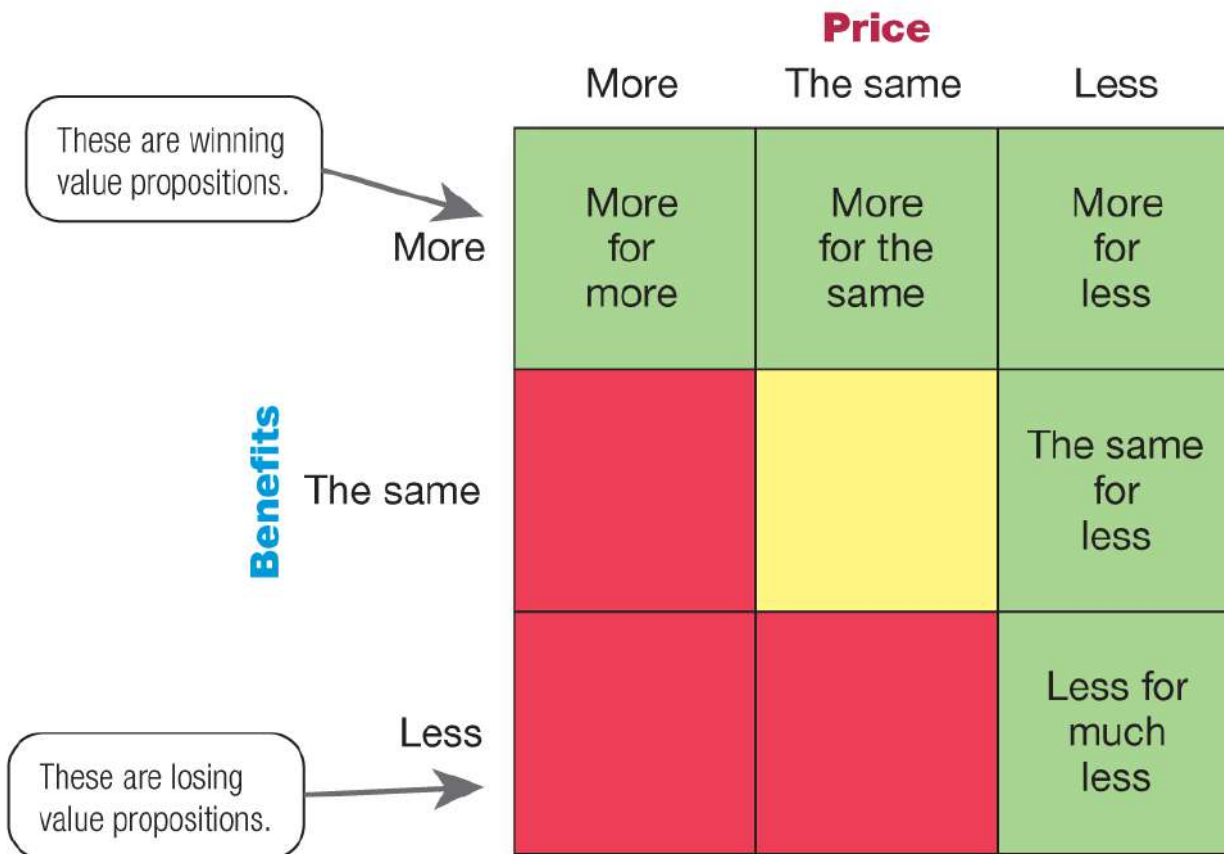 Price
More The same Less
These are winning
value propositions.
More
More
for
more
More
for the
same
More
for
less
Benefits
The same
The same
for
less
Less
Less for
much
less
These are losing
value propositions.